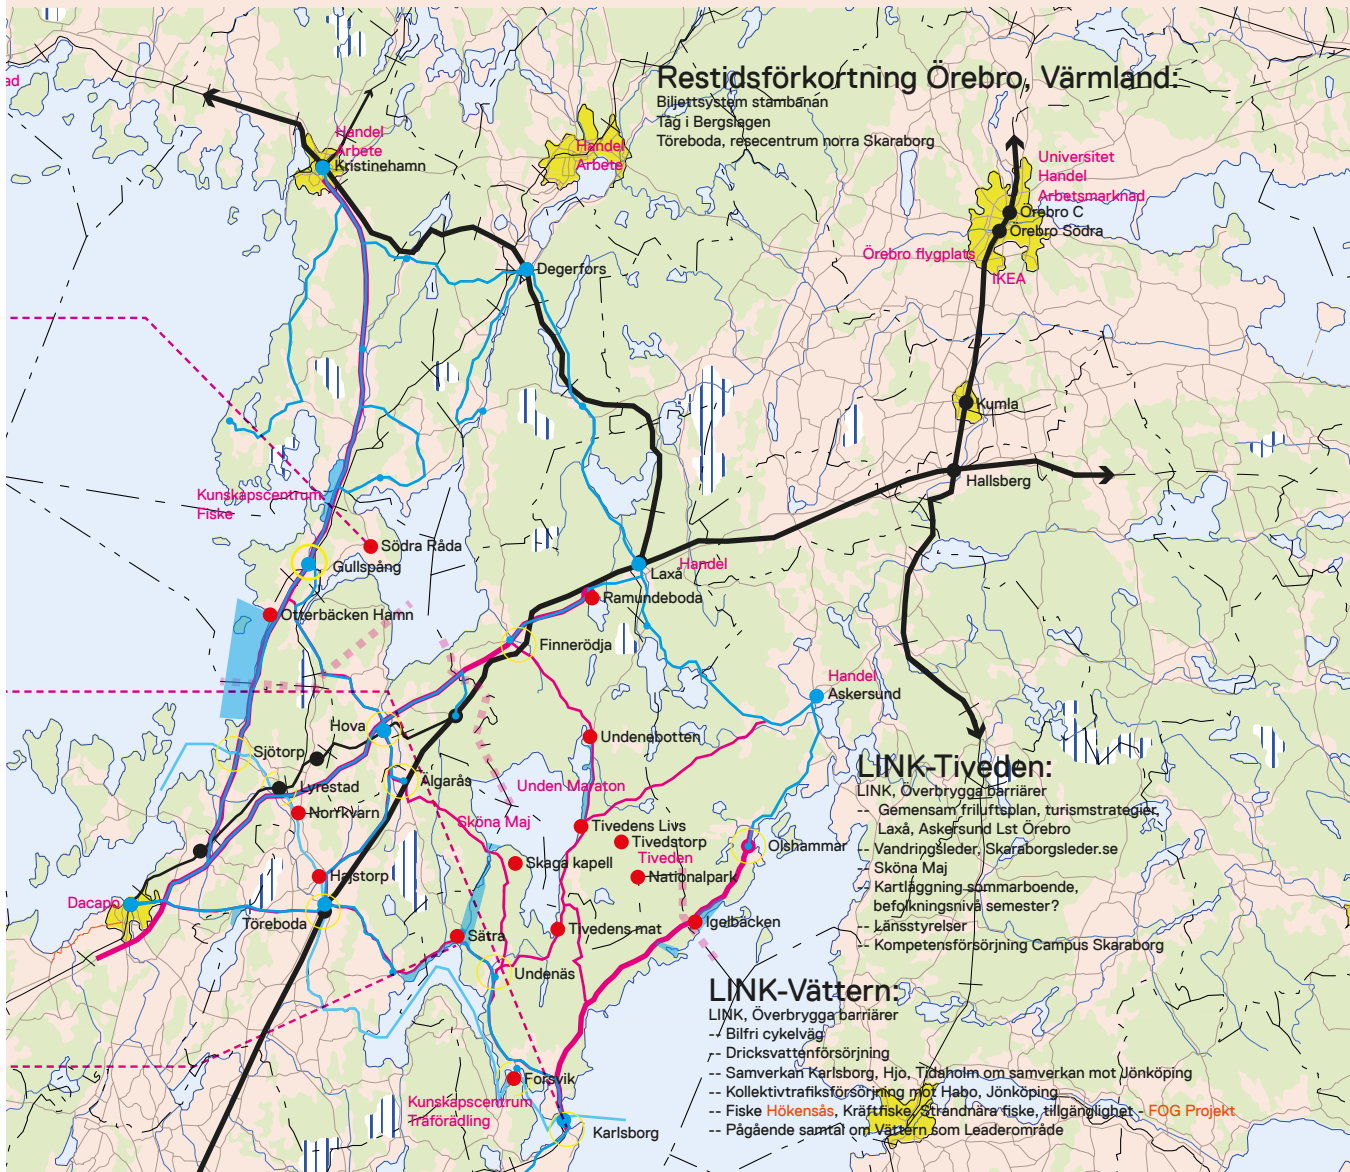 Restidsförkortning Örebro, Värmland:
Biljettsystem stambanan
Tåg i Bergslagen
Töreboda, resecentrum norra Skaraborg
ad
Handel
Arbete
Kristinehamn
Handel
Arbete
Universitet
Handel
Arbetsmarknad
Örebro C
Örebro Södra
Örebro flygplats
IKEA
Degerfors
Kumla
Hallsberg
Kunskapscentrum
Fiske
Södra Råda
Gullspång
Handel
Laxå
Ramundeboda
Otterbäcken Hamn
Finnerödja
Handel
Askersund
Hova
Undenebotten
Sjötorp
Lyrestad
Älgarås
Unden Maraton
Norrkvarn
Sköna Maj
Tivedens Livs
Tivedstorp
Tiveden
Nationalpark
Olshammar
Skaga kapell
Hajstorp
Dacapo
Töreboda
Igelbäcken
Tivedens mat
Sätra
Undenäs
Forsvik
Kunskapscentrum
Träförädling
Karlsborg
LINK-Tiveden:
LINK, Överbrygga barriärer
-- Gemensam friluftsplan, turismstrategier,
Laxå, Askersund Lst Örebro
-- Vandringsleder, Skaraborgsleder.se
-- Sköna Maj
-- Kartläggning sommarboende,
befolkningsnivå semester?
-- Länsstyrelser
-- Kompetensförsörjning Campus Skaraborg
LINK-Vättern:
LINK, Överbrygga barriärer
-- Bilfri cykelväg
-- Dricksvattenförsörjning
-- Samverkan Karlsborg, Hjo, Tidaholm om samverkan mot Jönköping
-- Kollektivtrafiksförsörjning mot Habo, Jönköping
-- Fiske Hökensås, Kräftfiske, Strandnära fiske, tillgänglighet - FOG Projekt
-- Pågående samtal om Vättern som Leaderområde